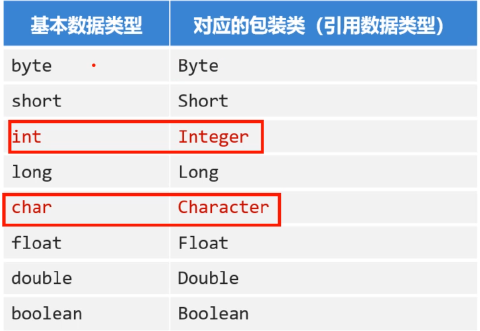 基本数据类型 对应的包装类（引用数据类型）
byte Byte
short Short
int Integer
long Long
char Character
float Float
double Double
boolean Boolean